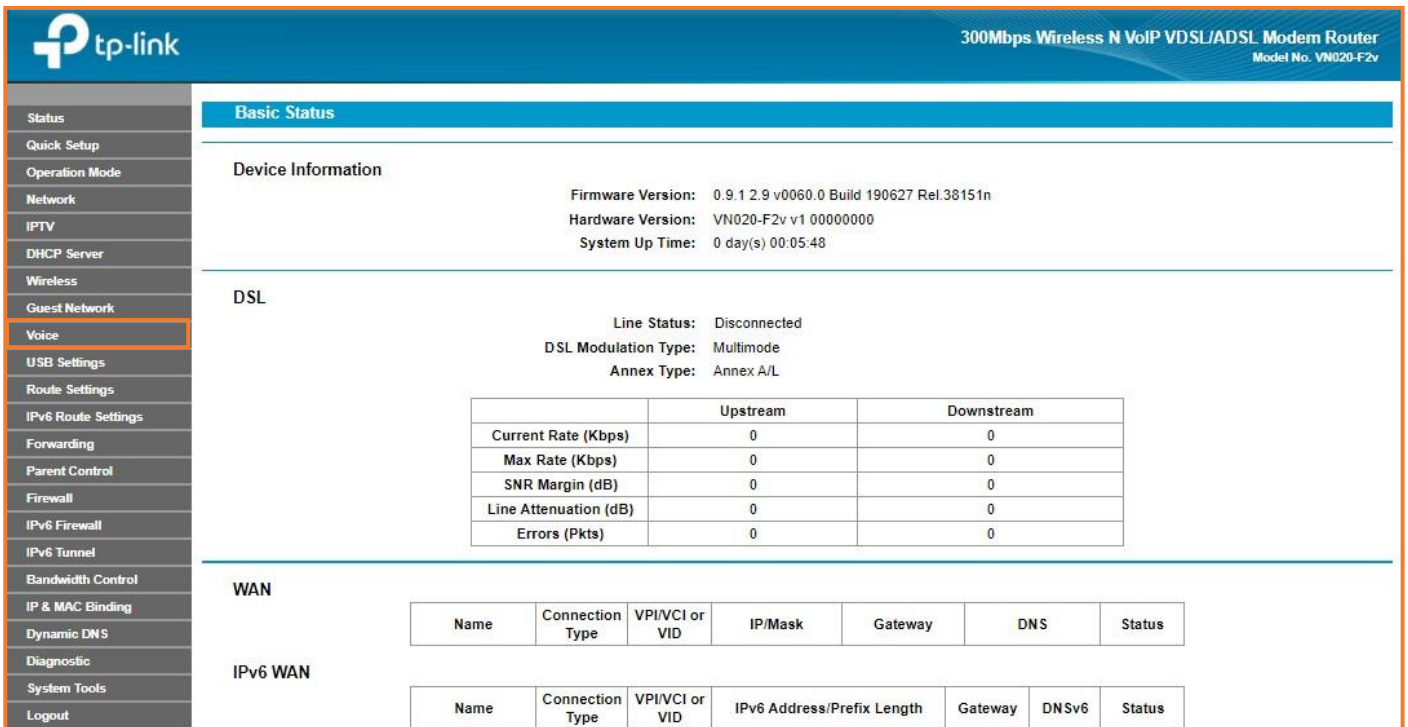 tp-link
300Mbps Wireless N VoIP VDSL/ADSL Modem Router
Model No. VN020-F2v
Status
Quick Setup
Operation Mode
Network
IPTV
DHCP Server
Wireless
Guest Network
Voice
USB Settings
Route Settings
IPv6 Route Settings
Forwarding
Parent Control
Firewall
IPv6 Firewall
IPv6 Tunnel
Bandwidth Control
IP & MAC Binding
Dynamic DNS
Diagnostic
System Tools
Logout
Basic Status
Device Information
Firmware Version: 0.9.1 2.9 v0060.0 Build 190627 Rel.38151n
Hardware Version: VN020-F2v v1 00000000
System Up Time: 0 day(s) 00:05:48
DSL
Line Status: Disconnected
DSL Modulation Type: Multimode
Annex Type: Annex A/L
Upstream Downstream
Current Rate (Kbps) 0 0
Max Rate (Kbps) 0 0
SNR Margin (dB) 0 0
Line Attenuation (dB) 0 0
Errors (Pkts) 0 0
WAN
Name Connection Type VPI/VCI or VID IP/Mask Gateway DNS Status
IPv6 WAN
Name Connection Type VPI/VCI or VID IPv6 Address/Prefix Length Gateway DNSv6 Status